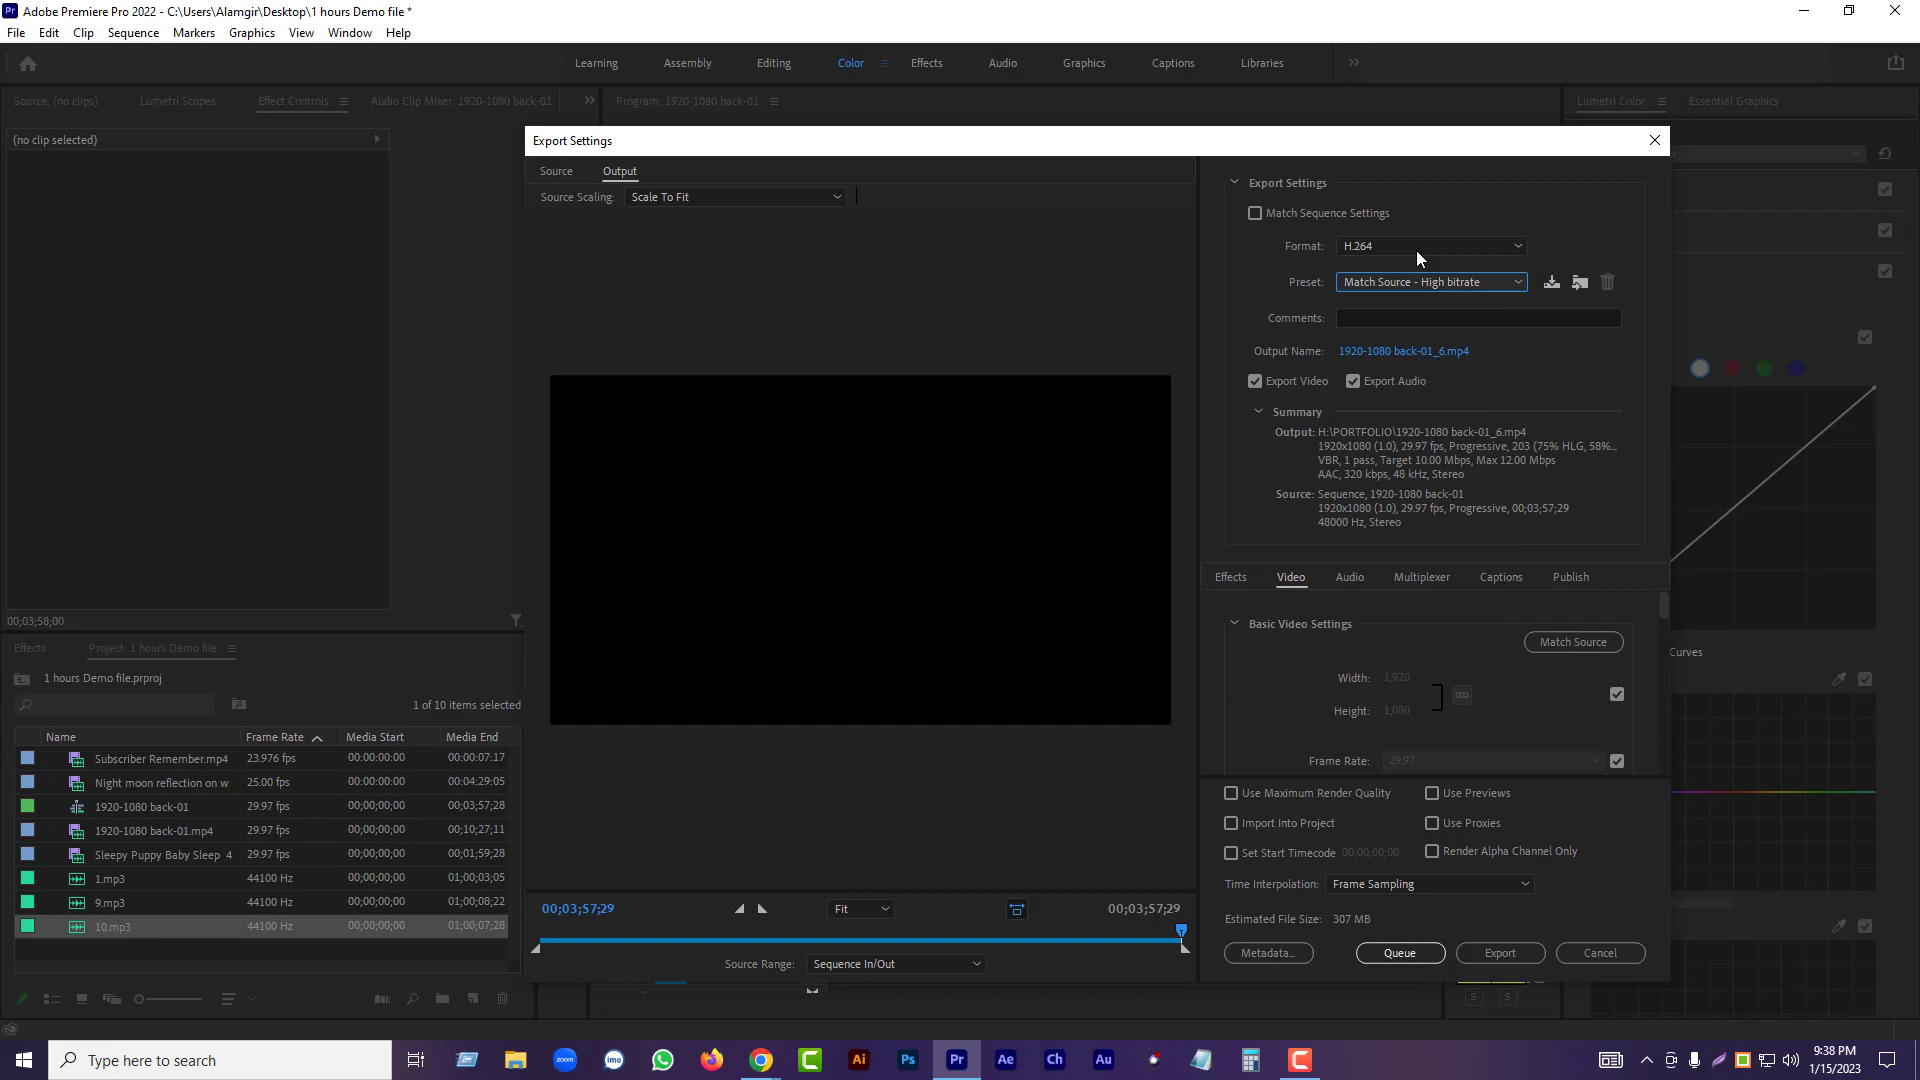 Adobe Premiere Pro 2022 - C:\Users\Alamgir\Desktop\1 hours Demo file *
File Edit Clip Sequence Markers Graphics View Window Help
Learning Assembly Editing Color Effects Audio Graphics Captions Libraries
Source: (no clips) Lumetri Scopes Effect Controls Audio Clip Mixer: 1920-1080 back-01 Program: 1920-1080 back-01 Lumetri Color Essential Graphics
(no clip selected)
Export Settings
Source Output
Source Scaling: Scale To Fit
Export Settings
Match Sequence Settings
Format: H.264
Preset: Match Source - High bitrate
Comments:
Output Name: 1920-1080 back-01_6.mp4
Export Video Export Audio
Summary
Output: H:\PORTFOLIO\1920-1080 back-01_6.mp4
1920x1080 (1.0), 29.97 fps, Progressive, 203 (75% HLG, 58%...
VBR, 1 pass, Target 10.00 Mbps, Max 12.00 Mbps
AAC, 320 kbps, 48 kHz, Stereo
Source: Sequence, 1920-1080 back-01
1920x1080 (1.0), 29.97 fps, Progressive, 00;03;57;29
48000 Hz, Stereo
Effects Video Audio Multiplexer Captions Publish
Basic Video Settings
Match Source
Width: 1,920
Height: 1,080
Frame Rate: 29.97
Use Maximum Render Quality Use Previews
Import Into Project Use Proxies
Set Start Timecode 00;00;00;00 Render Alpha Channel Only
Time Interpolation: Frame Sampling
Estimated File Size: 307 MB
Metadata... Queue Export Cancel
00;03;57;29 Fit 00;03;57;29
Source Range: Sequence In/Out
Curves
S S
00;03;58;00
Effects Project: 1 hours Demo file
1 hours Demo file.prproj
1 of 10 items selected
Name Frame Rate Media Start Media End
Subscriber Remember.mp4 23.976 fps 00:00:00:00 00:00:07:17
Night moon reflection on w 25.00 fps 00:00:00:00 00:04:29:05
1920-1080 back-01 29.97 fps 00;00;00;00 00;03;57;28
1920-1080 back-01.mp4 29.97 fps 00;00;00;00 00;10;27;11
Sleepy Puppy Baby Sleep 4 29.97 fps 00;00;00;00 00;01;59;28
1.mp3 44100 Hz 00;00;00;00 01;00;03;05
9.mp3 44100 Hz 00;00;00;00 01;00;08;22
10.mp3 44100 Hz 00;00;00;00 01;00;07;28
Type here to search
zoom imo Ai Ps Pr Ae Ch Au
9:38 PM
1/15/2023